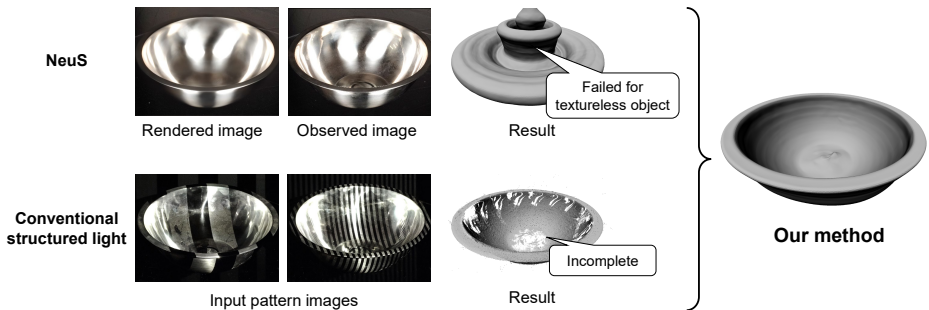 NeuS
Rendered image
Observed image
Result
Failed for
textureless object
Conventional
structured light
Input pattern images
Result
Incomplete
Our method